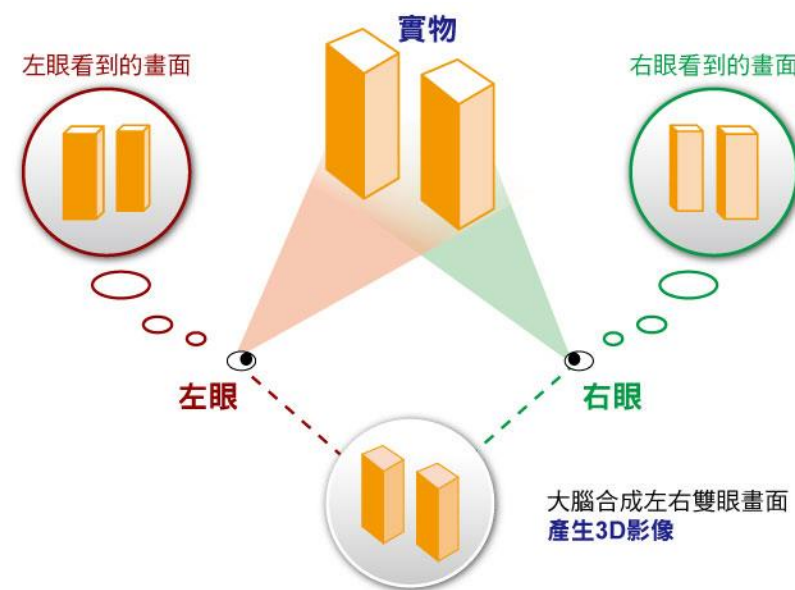 實物
左眼看到的畫面
右眼看到的畫面
左眼
右眼
大腦合成左右雙眼畫面
產生3D影像